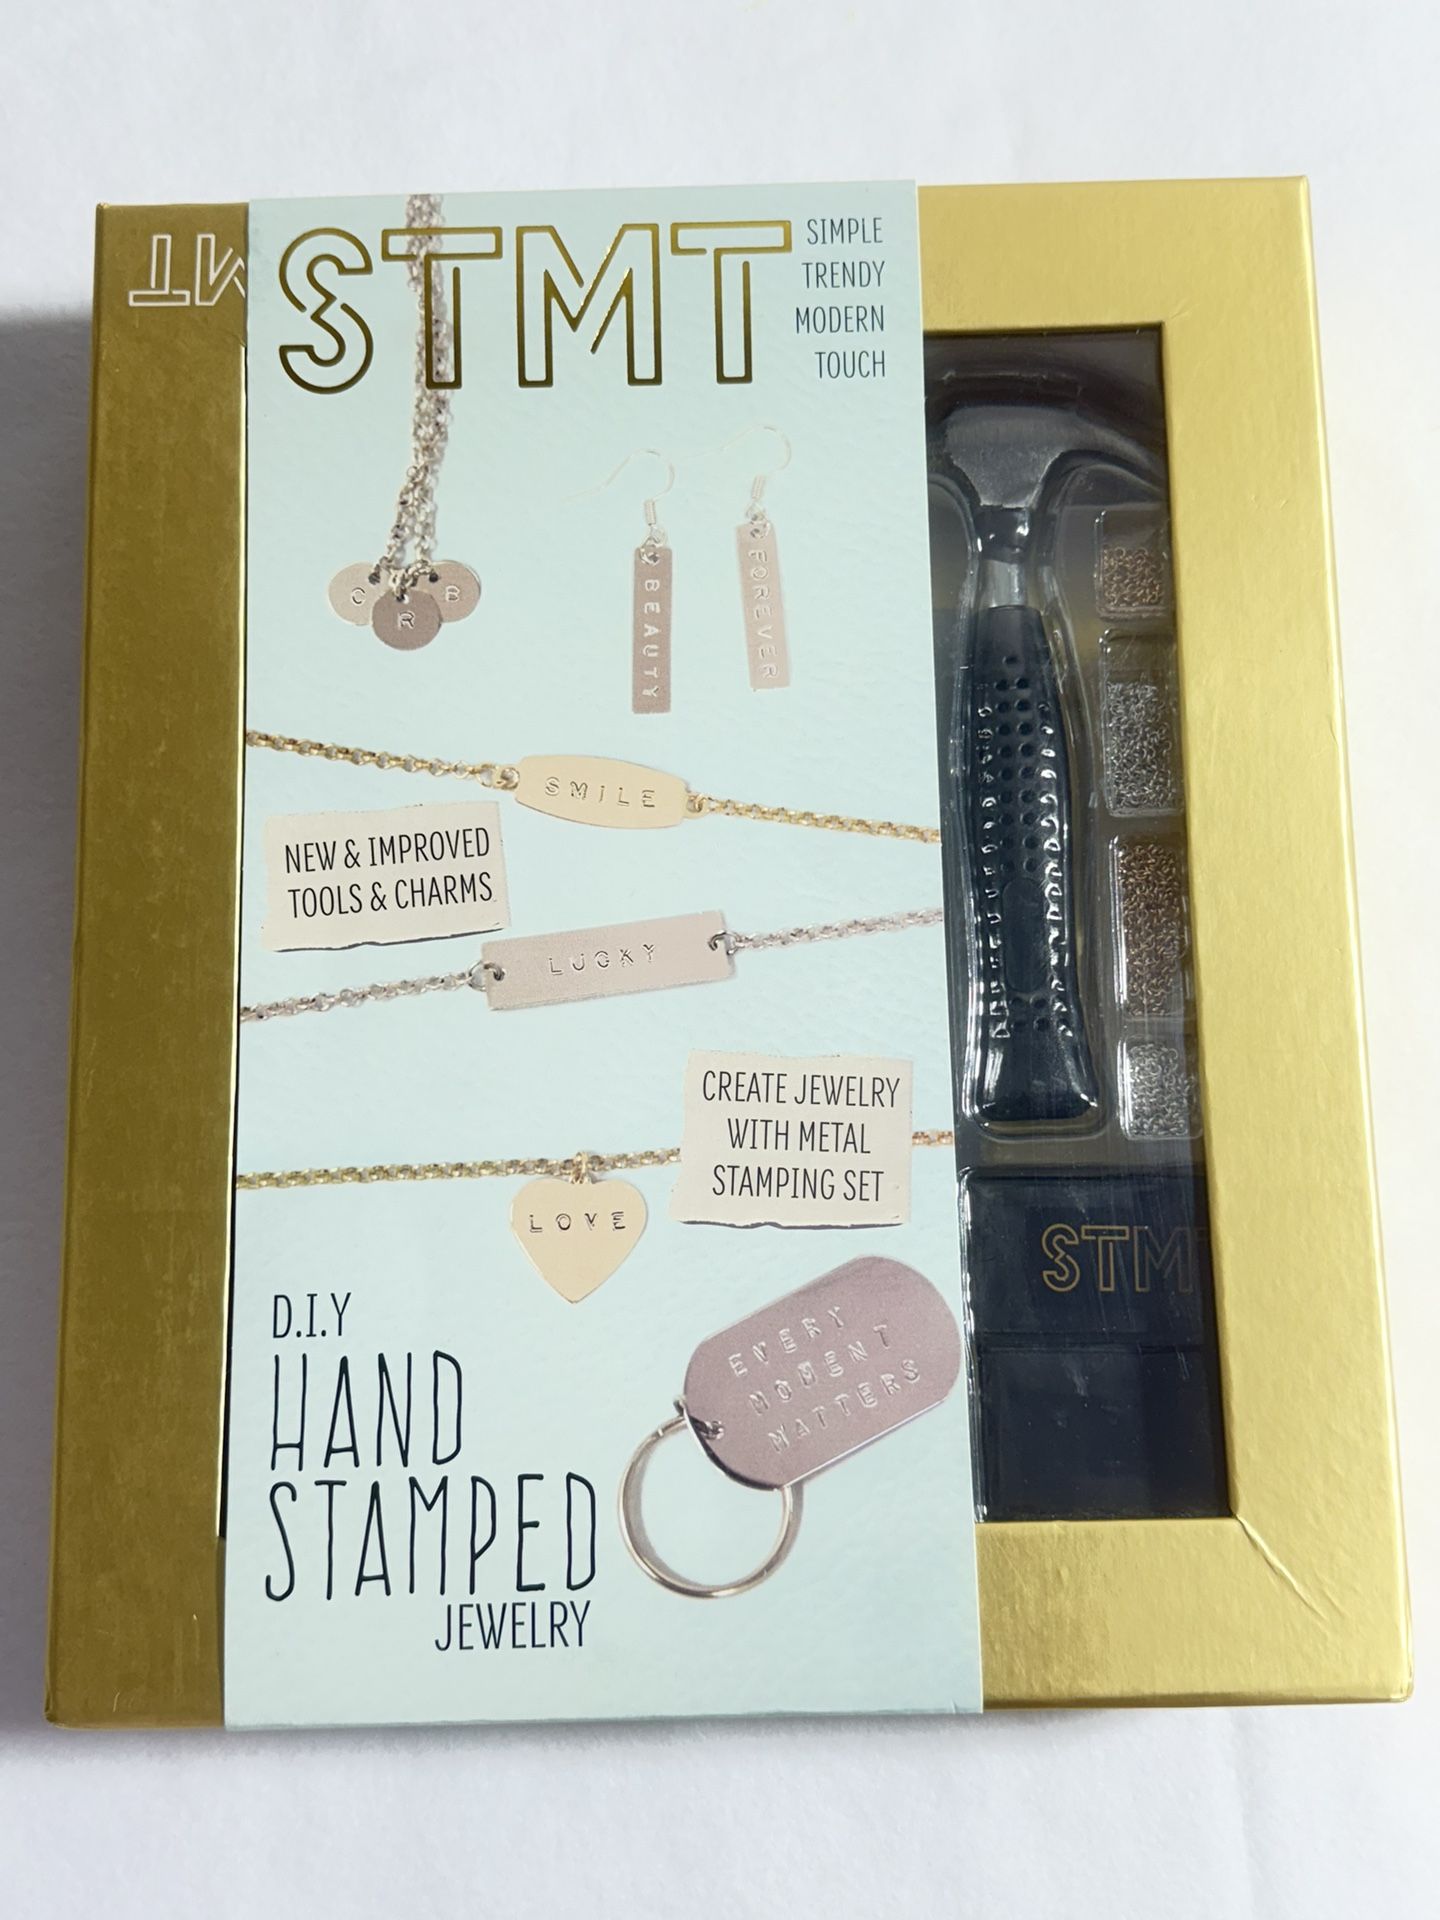 STMT
SIMPLE
TRENDY
MODERN
TOUCH
C R B
BEAUTY
FOREVER
SMILE
NEW & IMPROVED
TOOLS & CHARMS
LUCKY
CREATE JEWELRY
WITH METAL
STAMPING SET
LOVE
STMT
EVERY
MOMENT
MATTERS
D.I.Y
HAND
STAMPED
JEWELRY